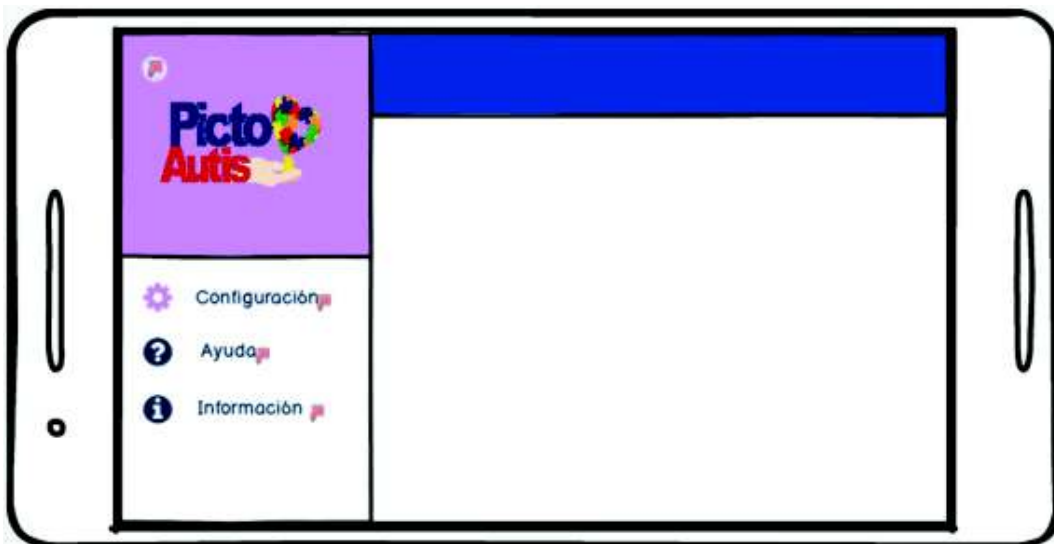 Picto
Autis
Configuración
Ayuda
Información